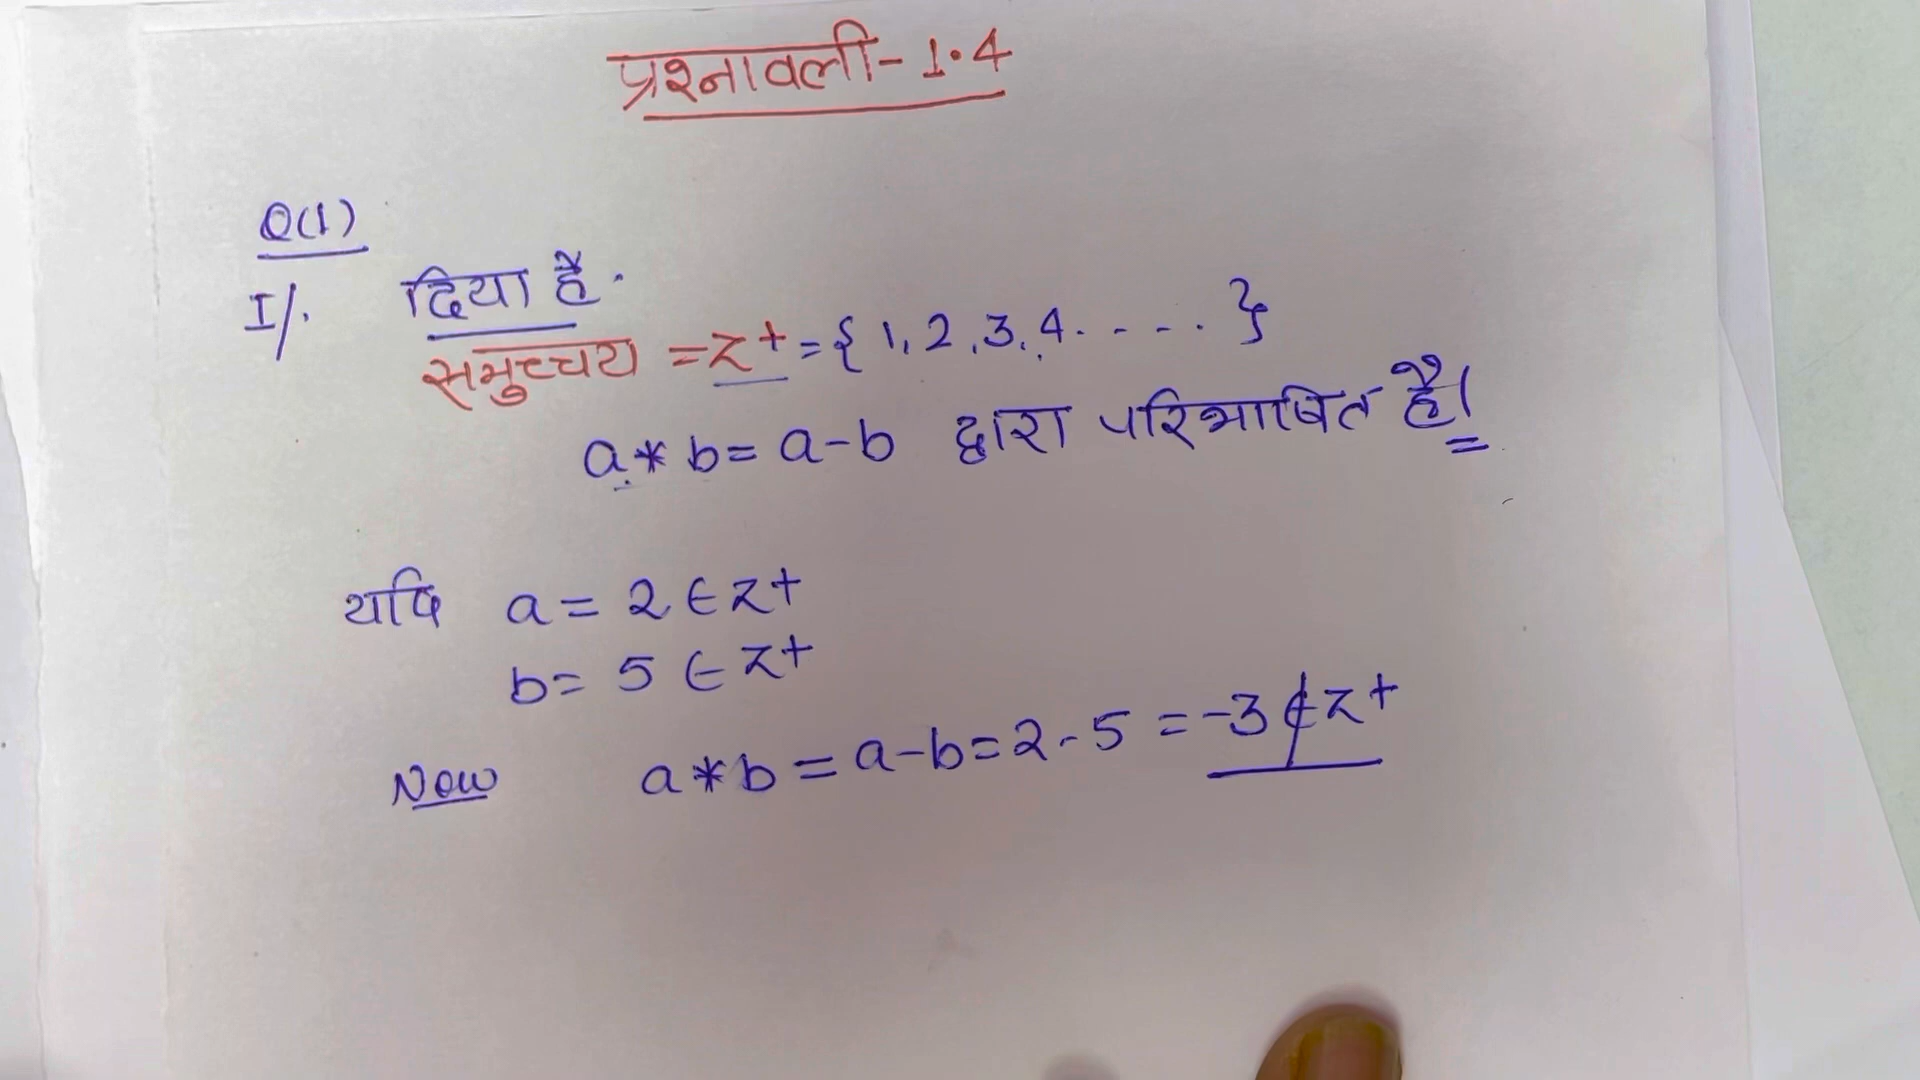 प्रश्नावली - 1.4
Q(1)
I/. दिया है.
समुच्चय = z+ = { 1, 2, 3, 4. - - - . }
a * b = a - b द्वारा परिभाषित है।
यदि a = 2 ∈ z+
b = 5 ∈ z+
Now a * b = a - b = 2 - 5 = -3 ∉ z+